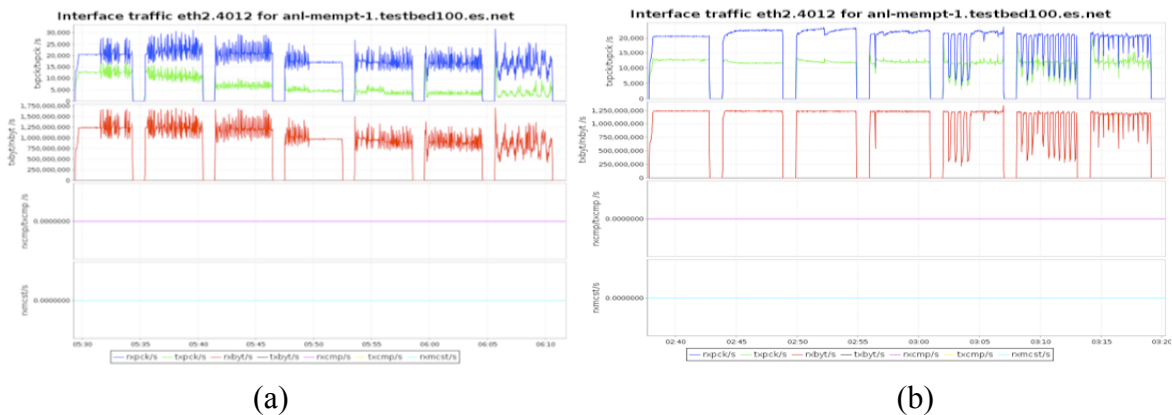 Interface traffic eth2.4012 for anl-mempt-1.testbed100.es.net
txpck/rxpck /s
30,000
25,000
20,000
15,000
10,000
5,000
0
txbyt/rxbyt /s
1,750,000,000
1,500,000,000
1,250,000,000
1,000,000,000
750,000,000
500,000,000
250,000,000
0
rxcmp/txcmp /s
0.0000000
rxmcst/s
0.0000000
05:30 05:35 05:40 05:45 05:50 05:55 06:00 06:05 06:10
rxpck/s txpck/s rxbyt/s txbyt/s rxcmp/s txcmp/s rxmcst/s
(a)
Interface traffic eth2.4012 for anl-mempt-1.testbed100.es.net
txpck/rxpck /s
20,000
15,000
10,000
5,000
0
txbyt/rxbyt /s
1,250,000,000
1,000,000,000
750,000,000
500,000,000
250,000,000
0
rxcmp/txcmp /s
0.0000000
rxmcst/s
0.0000000
02:40 02:45 02:50 02:55 03:00 03:05 03:10 03:15 03:20
rxpck/s txpck/s rxbyt/s txbyt/s rxcmp/s txcmp/s rxmcst/s
(b)